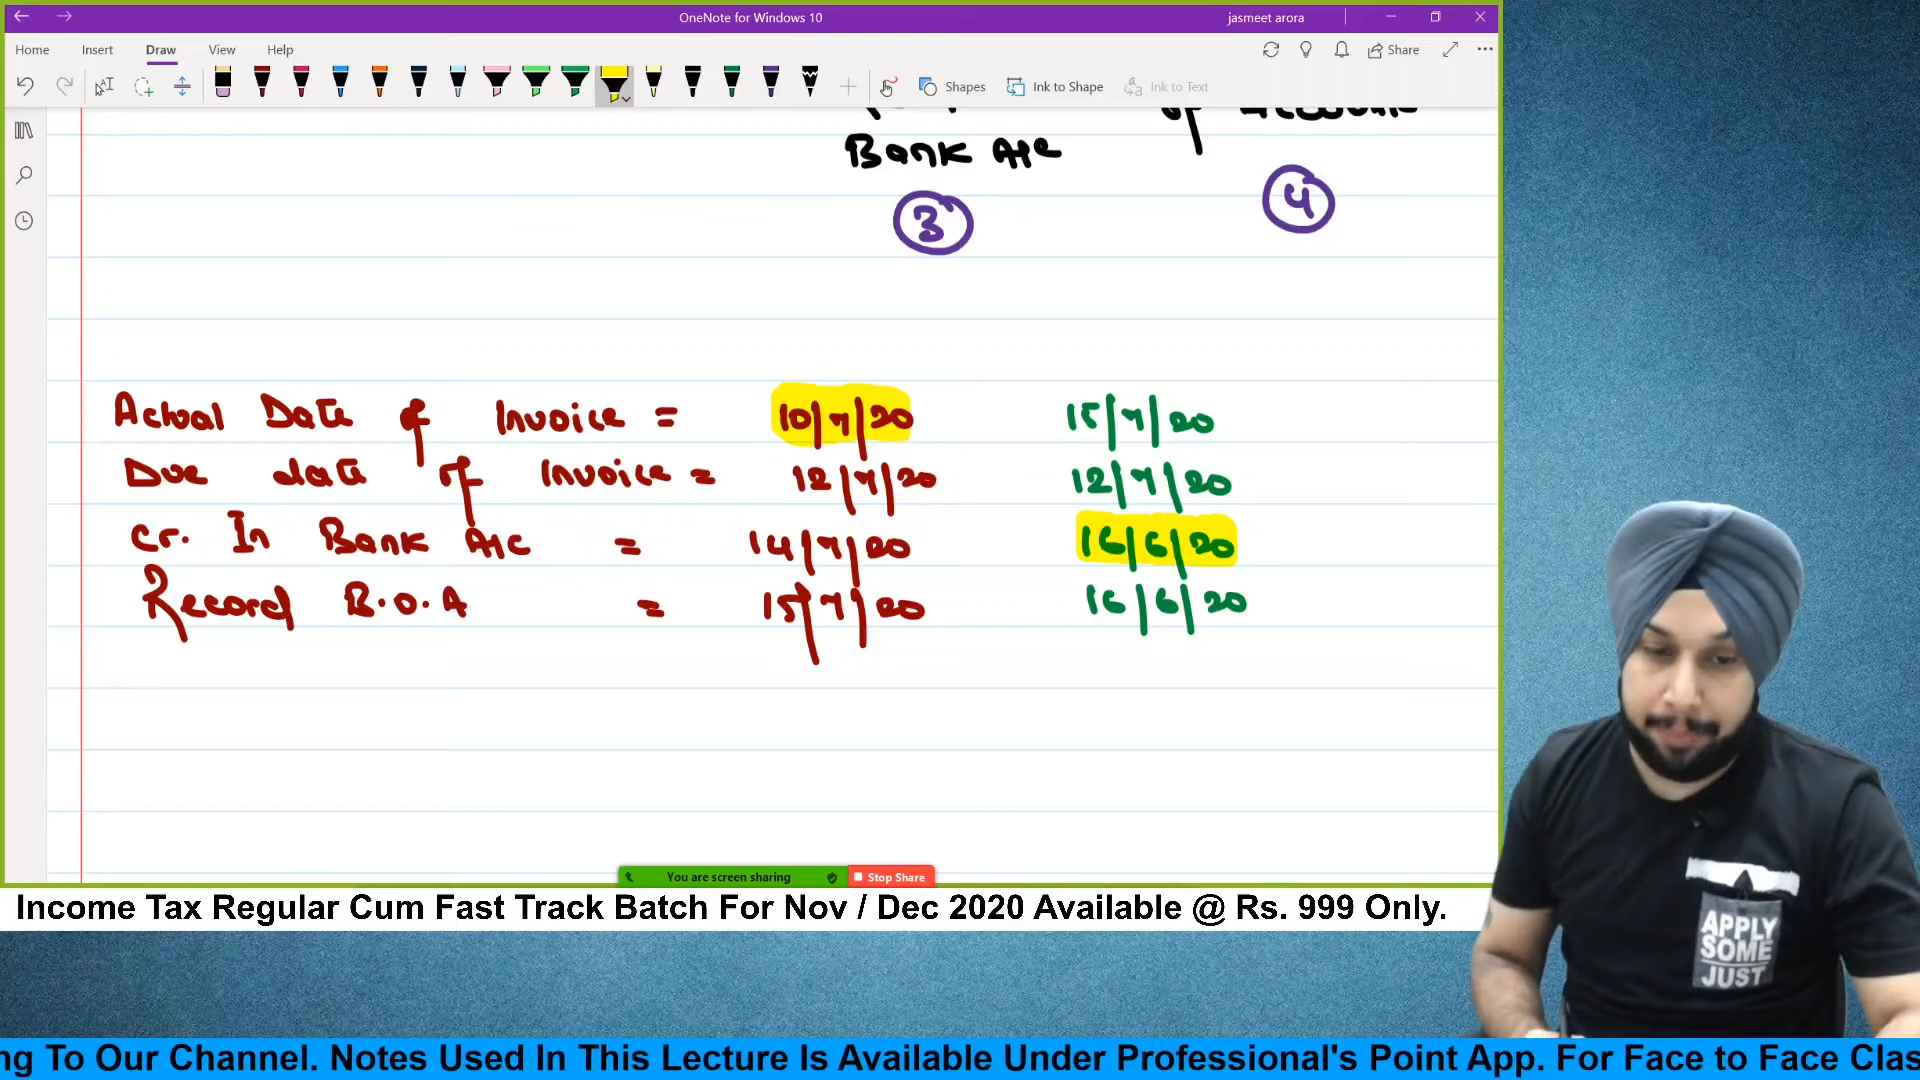 OneNote for Windows 10
jasmeet arora
Home Insert Draw View Help
Share
Shapes
Ink to Shape
Ink to Text
of Account
Bank A/c
3
4
Actual Date of Invoice = 10/7/20 15/7/20
Due date of Invoice = 12/7/20 12/7/20
Cr. In Bank A/c = 14/7/20 16/6/20
Record B.O.A = 15/7/20 16/6/20
You are screen sharing
Stop Share
Income Tax Regular Cum Fast Track Batch For Nov / Dec 2020 Available @ Rs. 999 Only.
APPLY
SOME
JUST
ng To Our Channel. Notes Used In This Lecture Is Available Under Professional's Point App. For Face to Face Clas